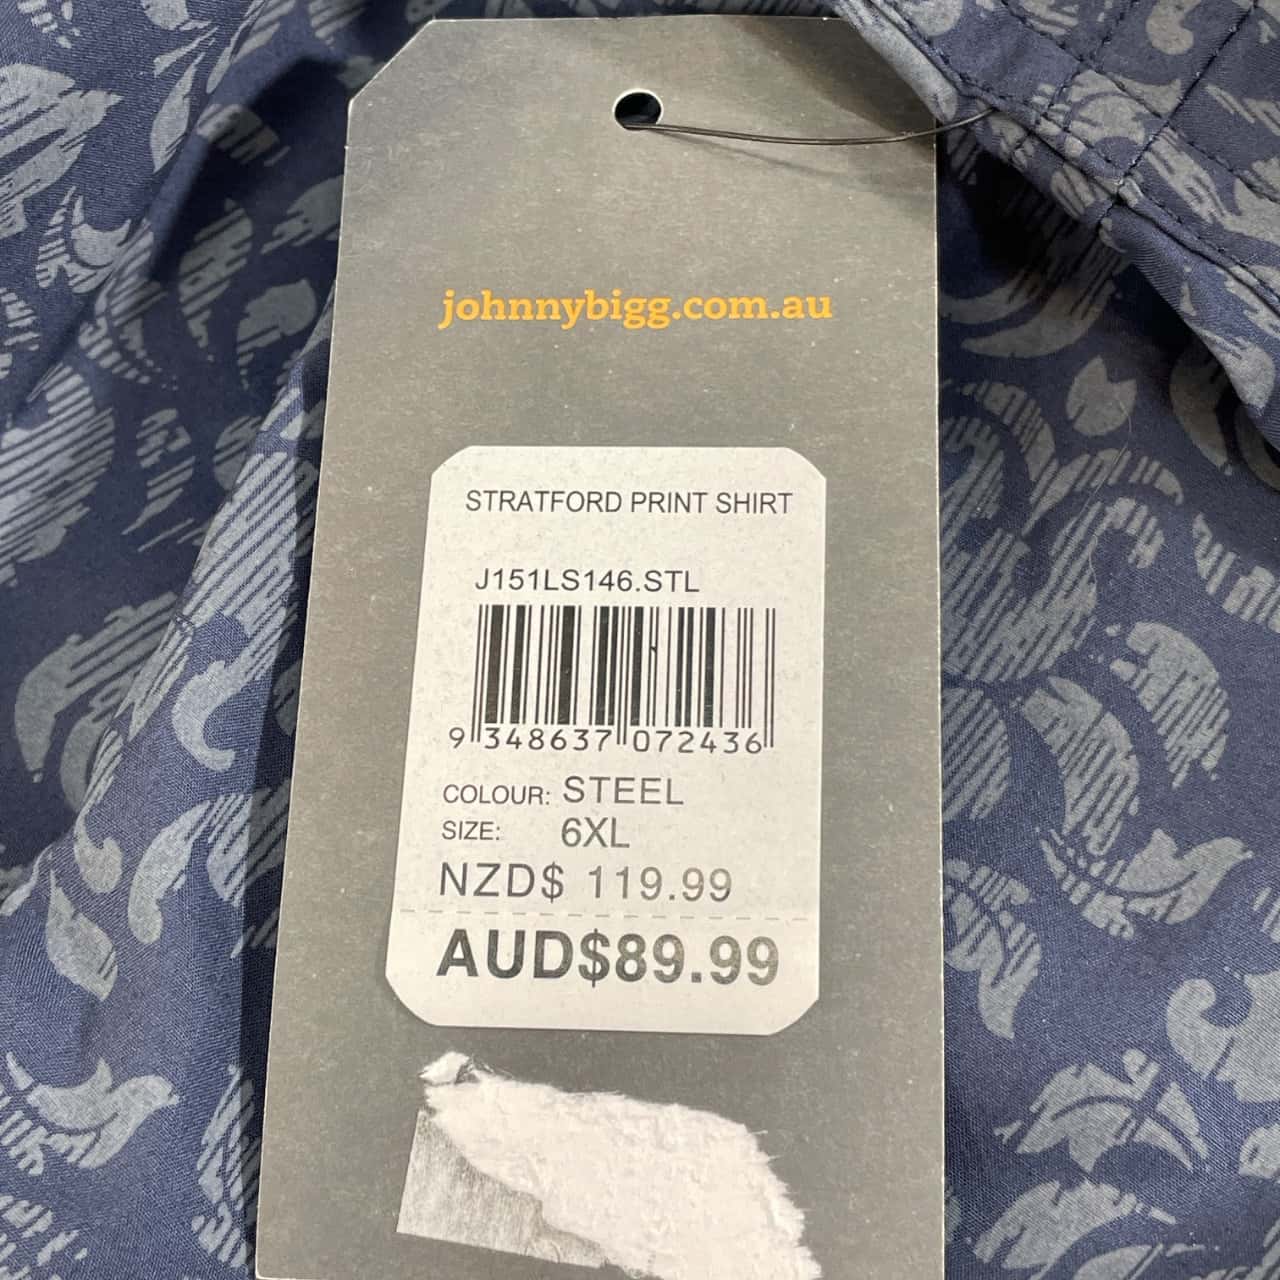 johnnybigg.com.au
STRATFORD PRINT SHIRT
J151LS146.STL
9 348637 072436
COLOUR: STEEL
SIZE: 6XL
NZD$ 119.99
AUD$89.99